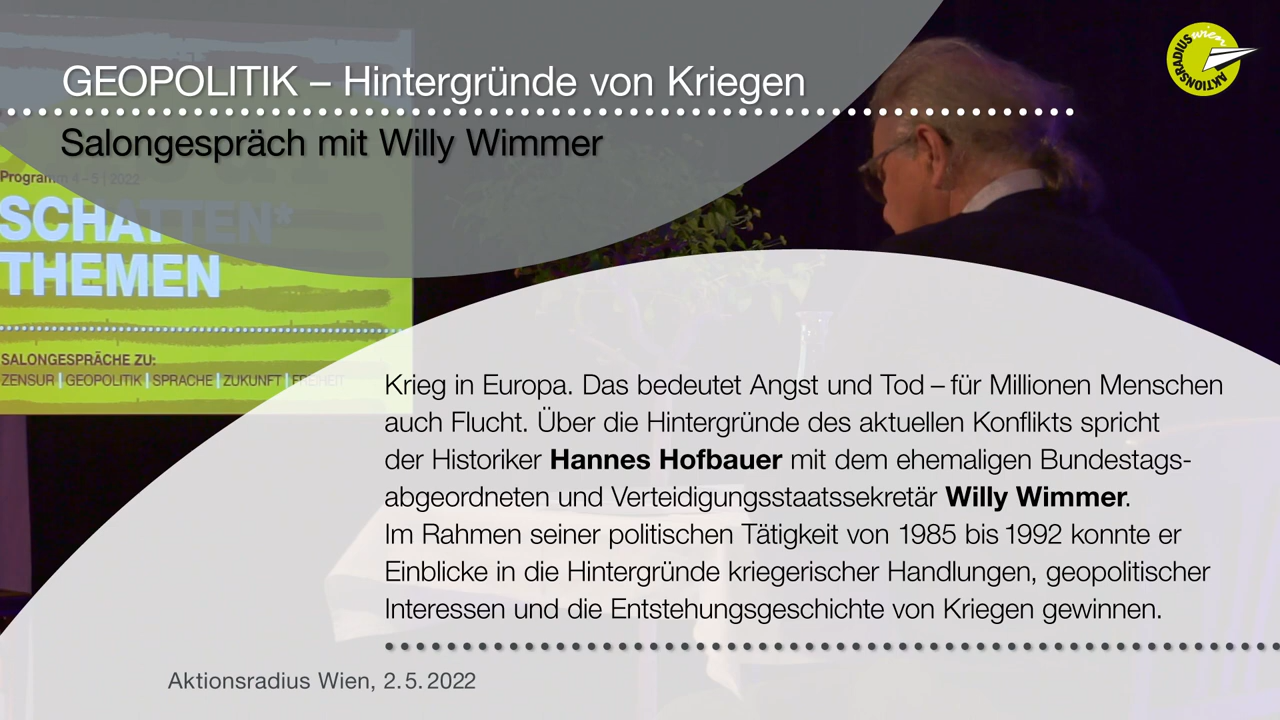 GEOPOLITIK – Hintergründe von Kriegen
Salongespräch mit Willy Wimmer
AKTIONSRADIUS wien
Programm 4 – 5 | 2022
SCHATTEN*
THEMEN
SALONGESPRÄCHE ZU:
ZENSUR | GEOPOLITIK | SPRACHE | ZUKUNFT | FREIHEIT
Krieg in Europa. Das bedeutet Angst und Tod – für Millionen Menschen
auch Flucht. Über die Hintergründe des aktuellen Konflikts spricht
der Historiker Hannes Hofbauer mit dem ehemaligen Bundestags-
abgeordneten und Verteidigungsstaatssekretär Willy Wimmer.
Im Rahmen seiner politischen Tätigkeit von 1985 bis 1992 konnte er
Einblicke in die Hintergründe kriegerischer Handlungen, geopolitischer
Interessen und die Entstehungsgeschichte von Kriegen gewinnen.
Aktionsradius Wien, 2. 5. 2022